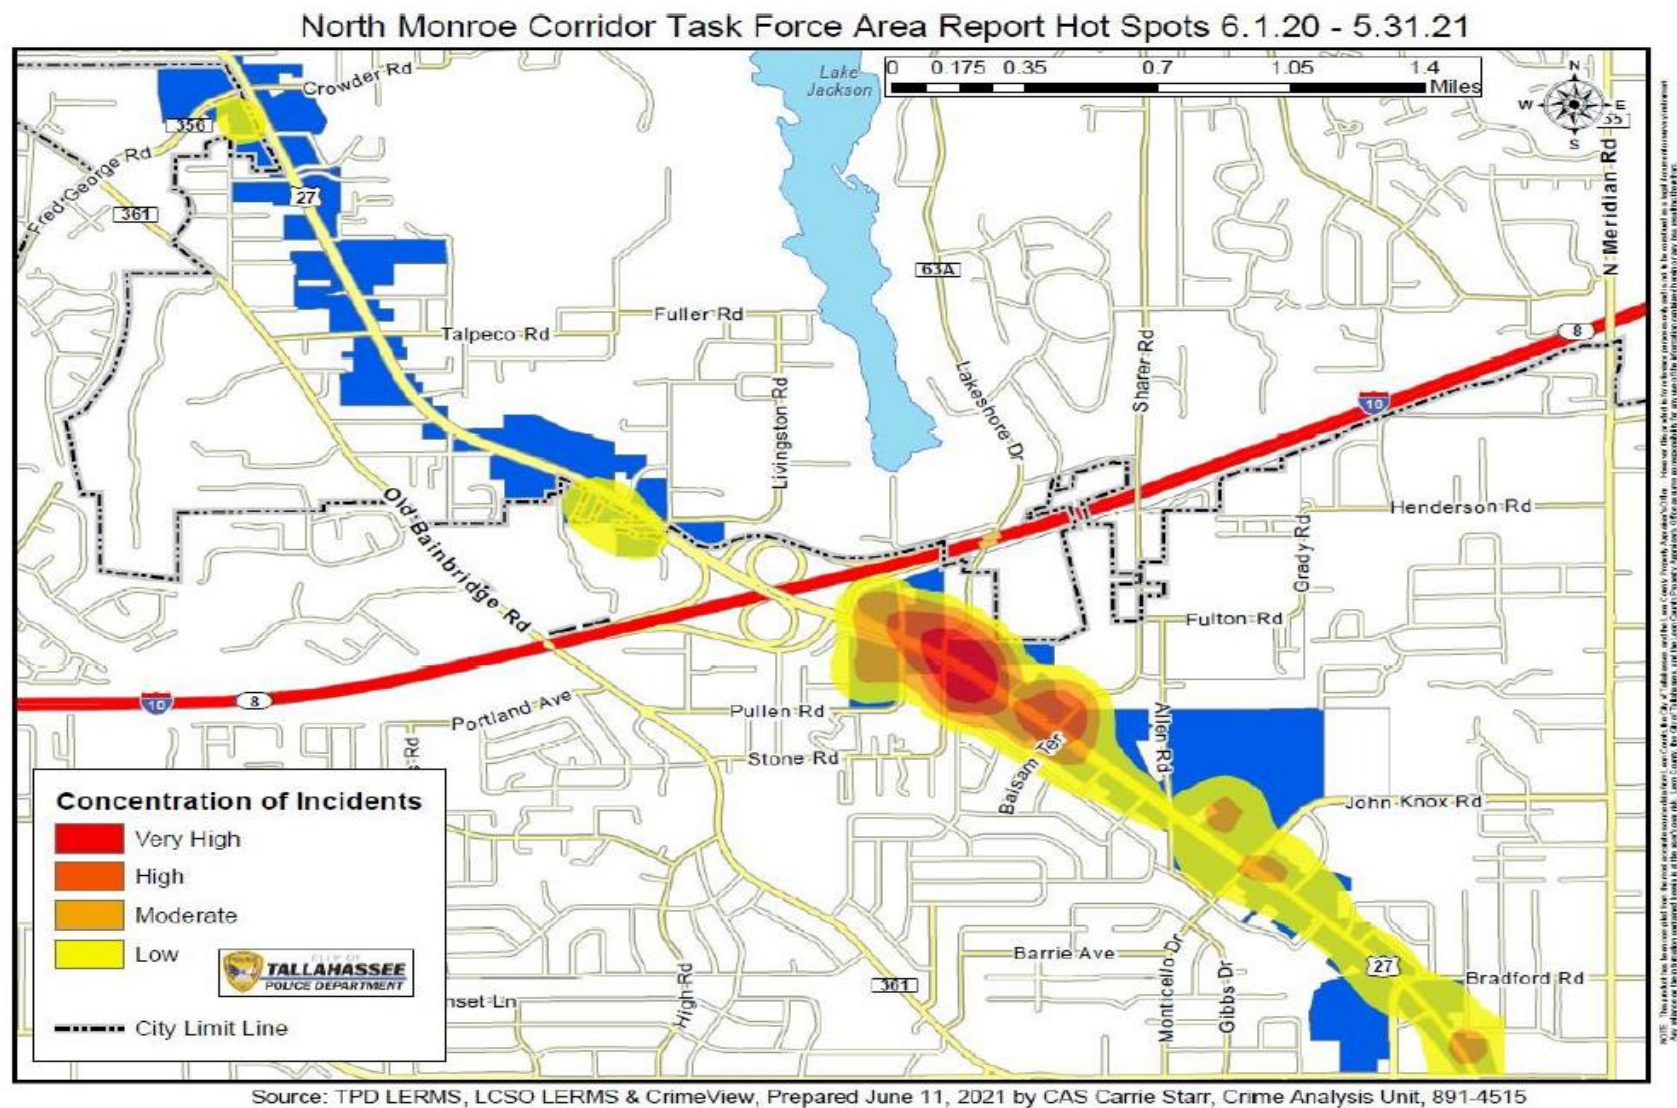 North Monroe Corridor Task Force Area Report Hot Spots 6.1.20 - 5.31.21
0 0.175 0.35 0.7 1.05 1.4
Miles
Lake
Jackson
N
W E
S
Crowder Rd
356
Fred George Rd
361
27
63A
N Meridian Rd
Fuller Rd
Talpeco Rd
8
Livingston Rd
Lakeshore Dr
Sharer Rd
10
Old Bainbridge Rd
Henderson Rd
Grady Rd
Fulton Rd
10
8
Portland Ave
Pullen Rd
Stone Rd
Balsam Ter
Allen Rd
John Knox Rd
Barrie Ave
Monticello Dr
Gibbs Dr
27
Bradford Rd
361
High Rd
Concentration of Incidents
Very High
High
Moderate
Low
CITY OF
TALLAHASSEE
POLICE DEPARTMENT
City Limit Line
Source: TPD LERMS, LCSO LERMS & CrimeView, Prepared June 11, 2021 by CAS Carrie Starr, Crime Analysis Unit, 891-4515